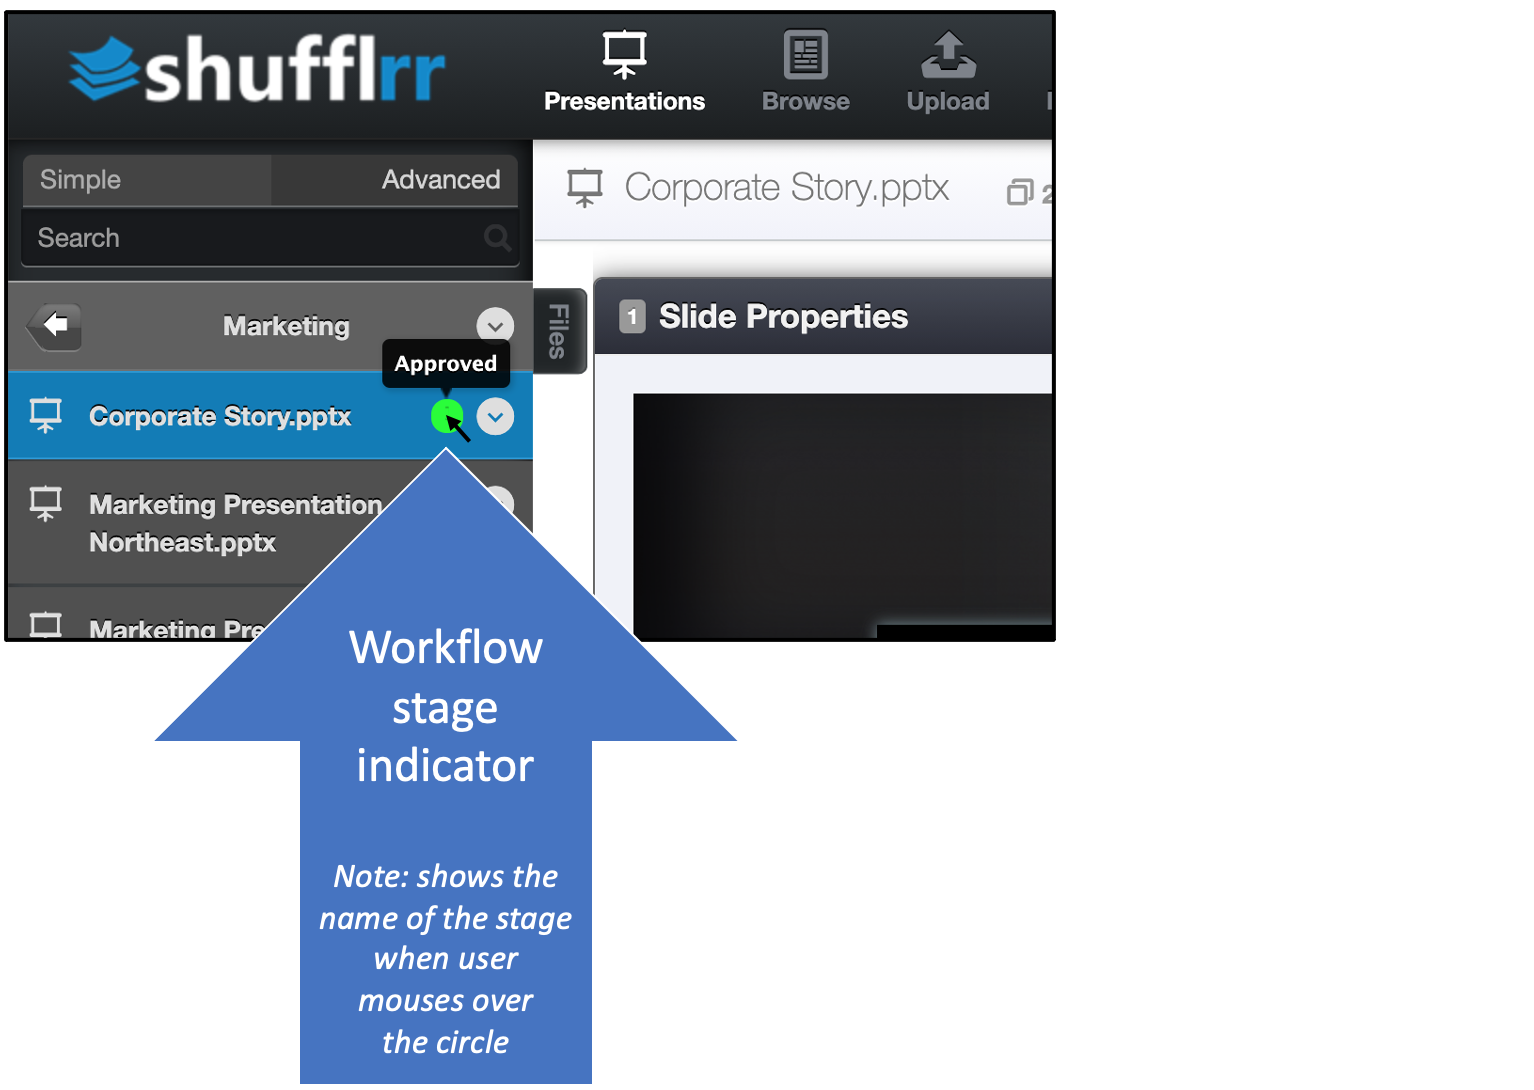 shufflrr
Presentations
Browse
Upload
Simple
Advanced
Search
Corporate Story.pptx
Marketing
Files
1 Slide Properties
Approved
Corporate Story.pptx
Marketing Presentation
Northeast.pptx
Marketing Pre
Workflow
stage
indicator
Note: shows the
name of the stage
when user
mouses over
the circle